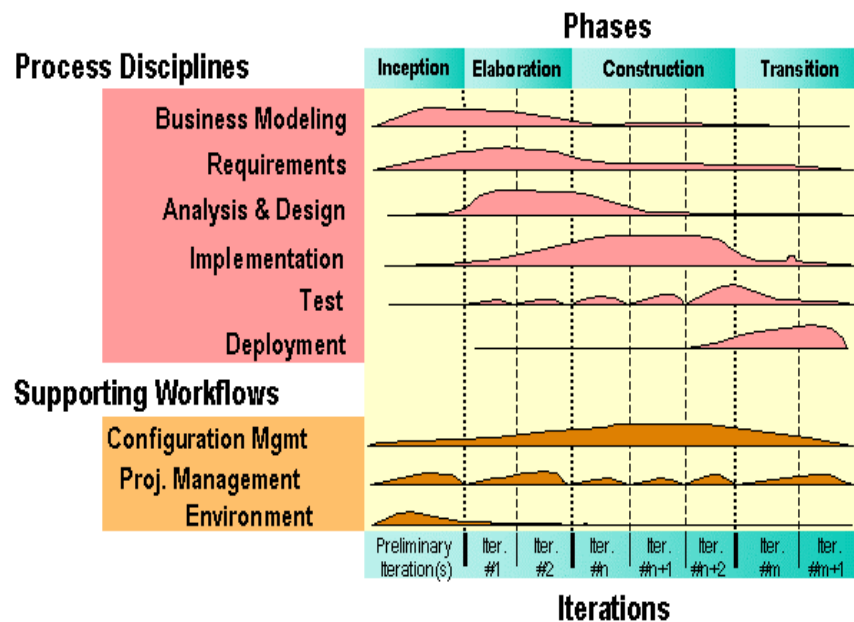 Phases
Process Disciplines
Inception Elaboration Construction Transition
Business Modeling
Requirements
Analysis & Design
Implementation
Test
Deployment
Supporting Workflows
Configuration Mgmt
Proj. Management
Environment
Preliminary Iter. Iter. Iter. Iter. Iter. Iter. Iter.
Iteration(s) #1 #2 #n #n+1 #n+2 #m #m+1
Iterations